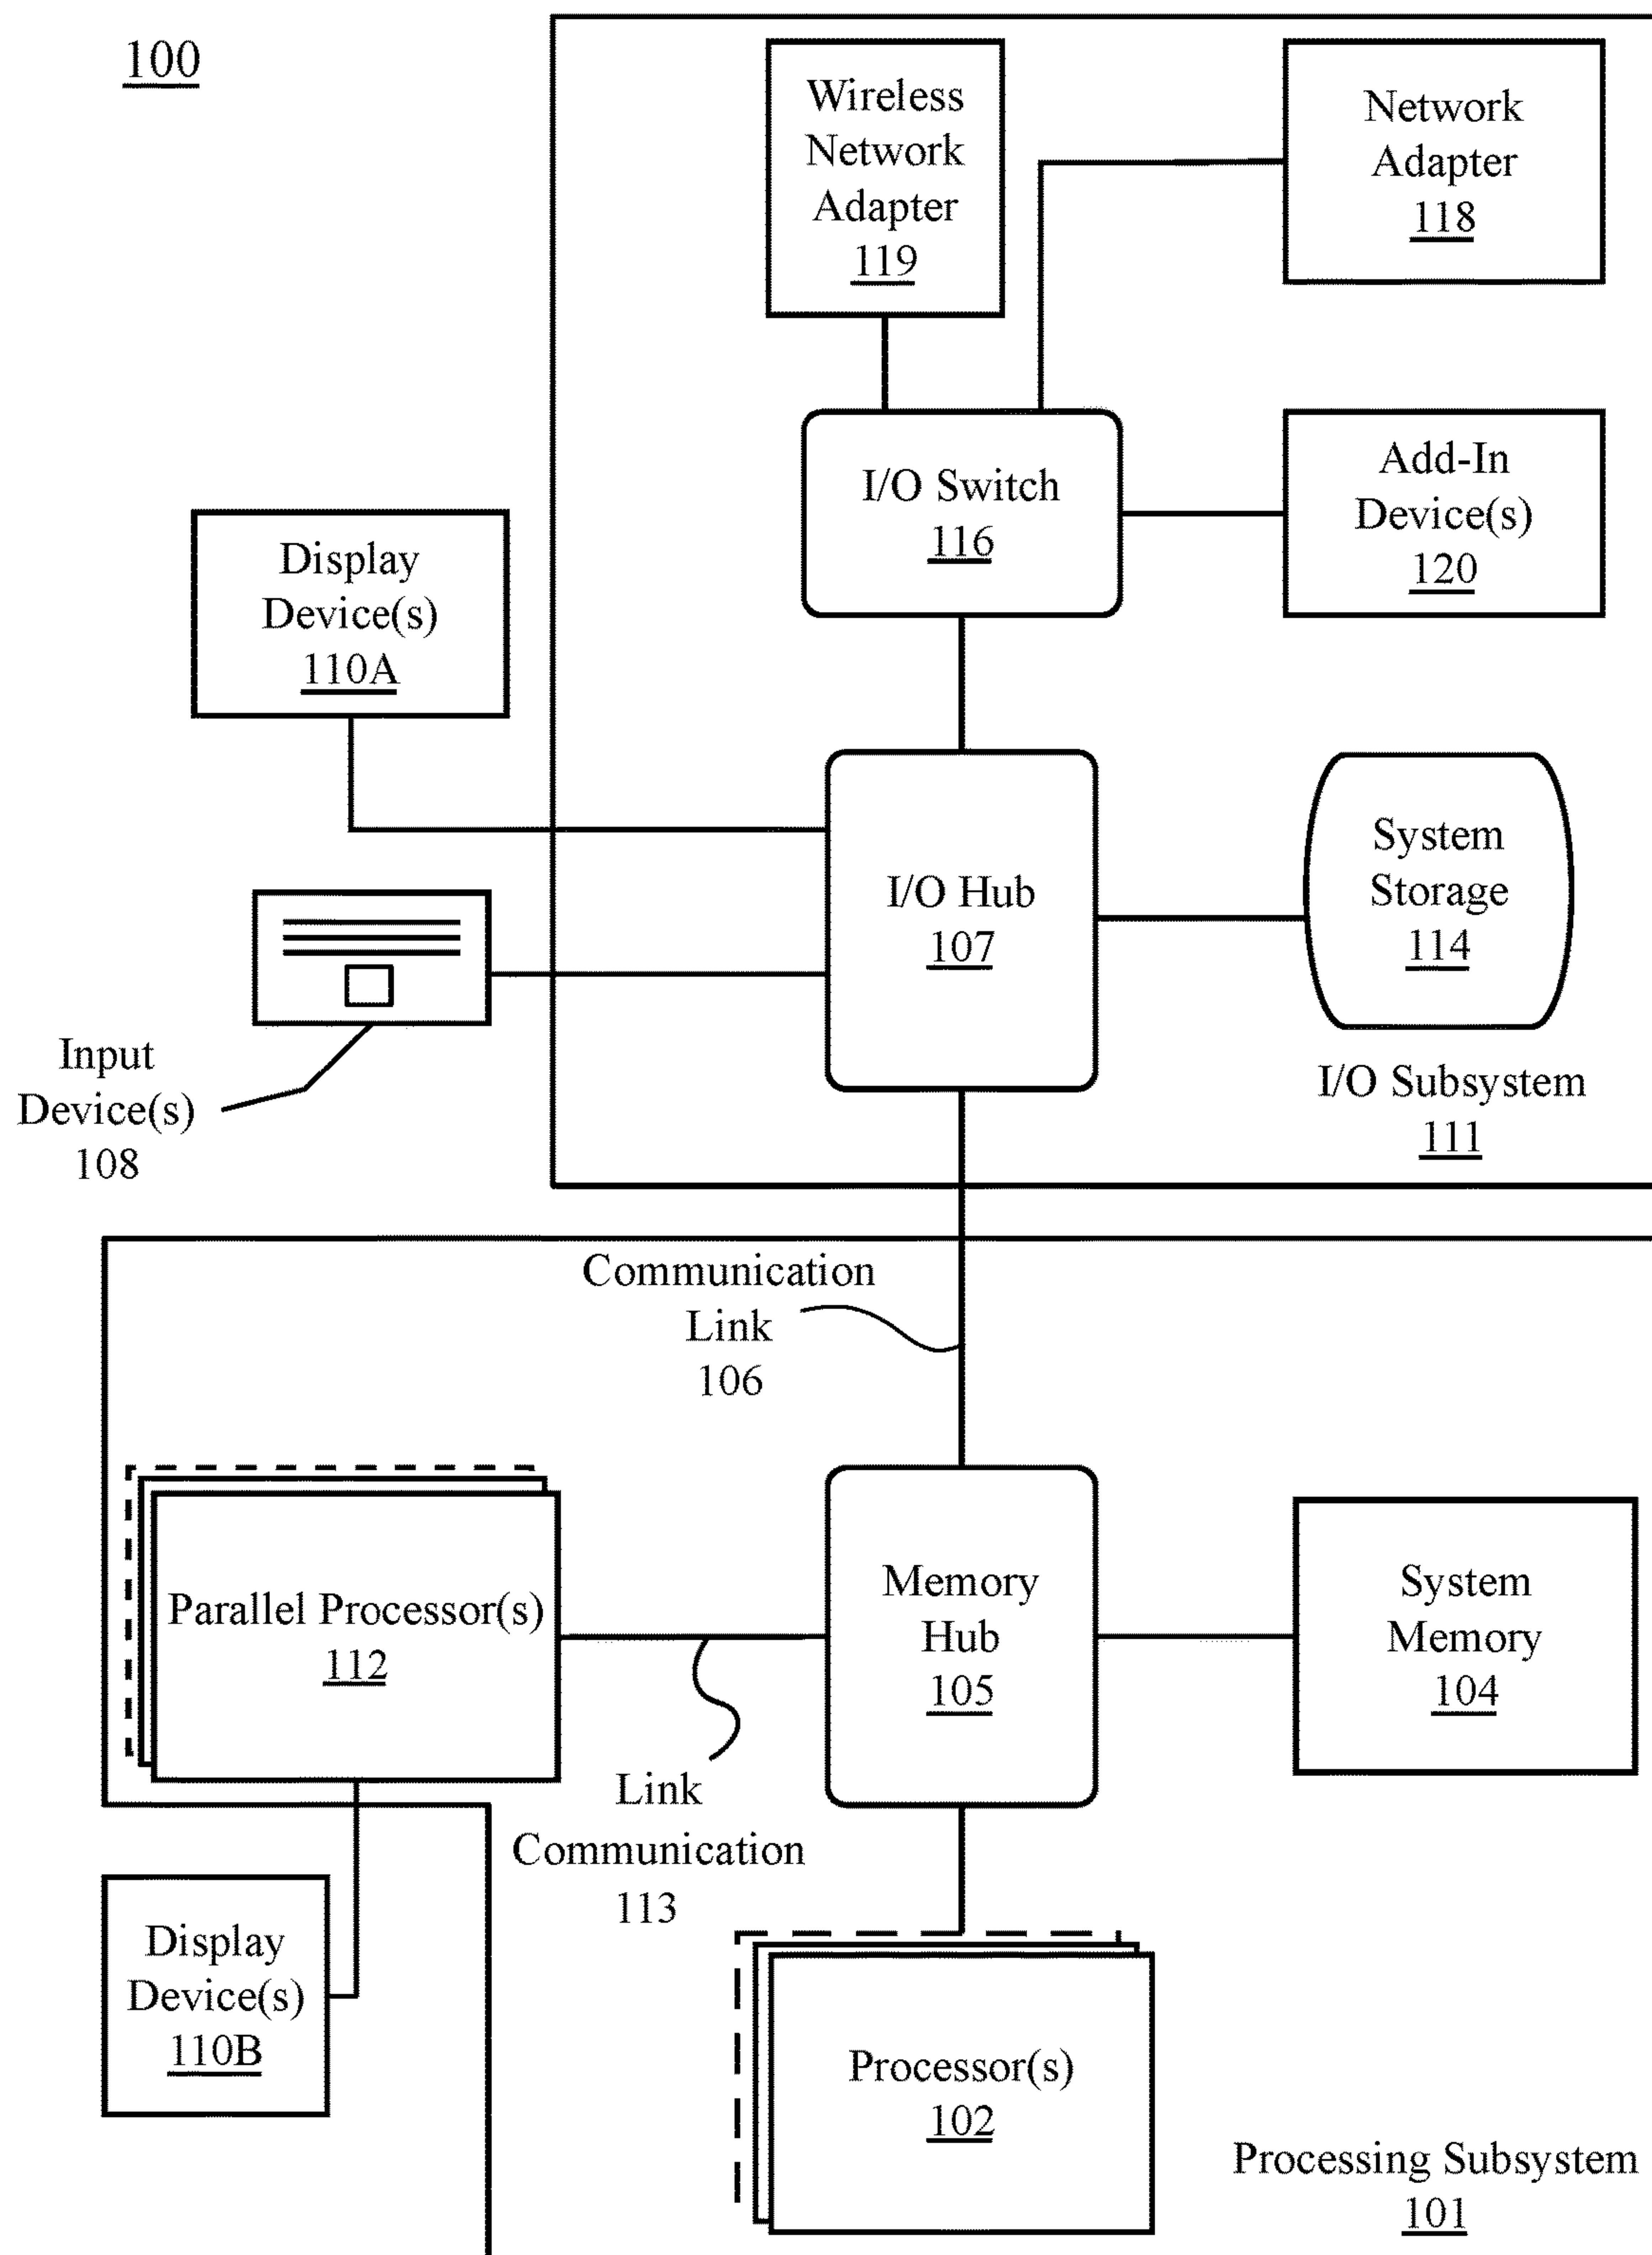 100
Wireless
Network
Adapter
119
Network
Adapter
118
I/O Switch
116
Add-In
Device(s)
120
Display
Device(s)
110A
I/O Hub
107
System
Storage
114
Input
Device(s)
108
I/O Subsystem
111
Communication
Link
106
Parallel Processor(s)
112
Memory
Hub
105
System
Memory
104
Link
Communication
113
Display
Device(s)
110B
Processor(s)
102
Processing Subsystem
101